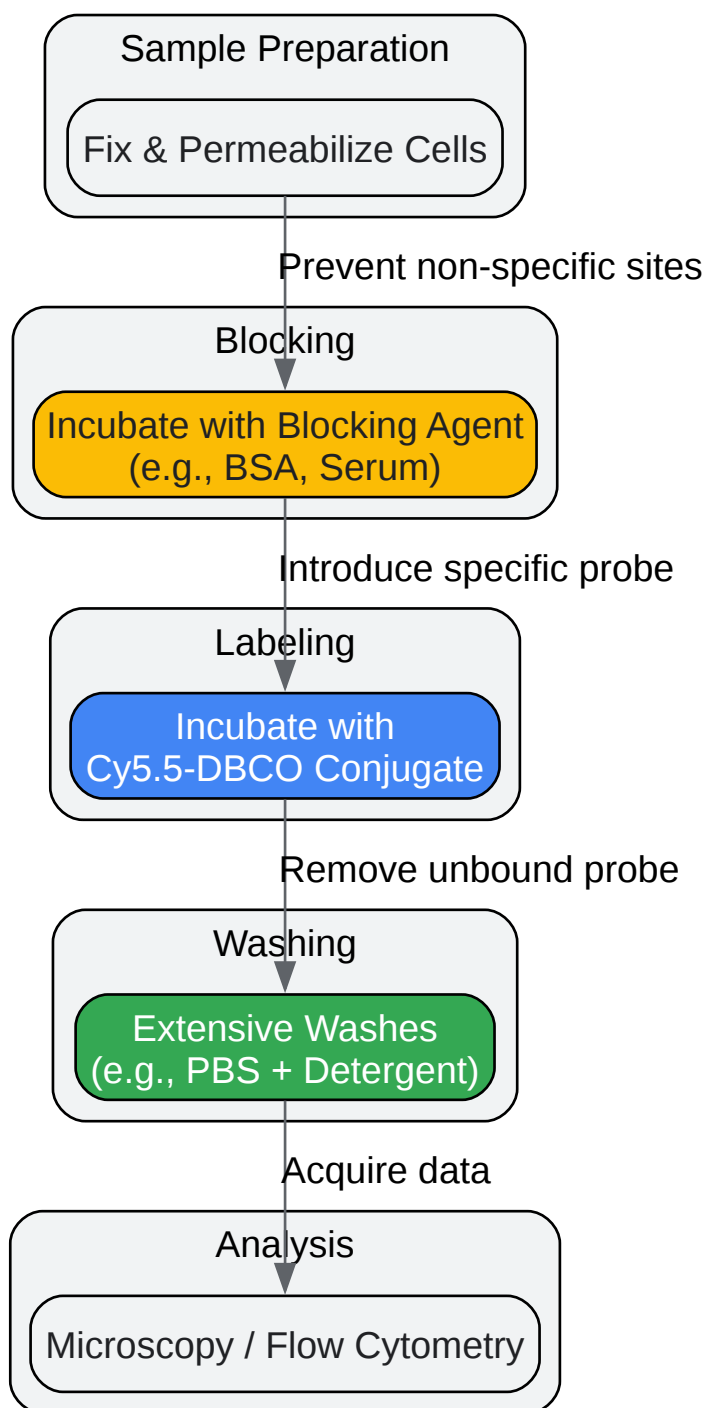 Sample Preparation
Fix & Permeabilize Cells
Prevent non-specific sites
Blocking
Incubate with Blocking Agent
(e.g., BSA, Serum)
Introduce specific probe
Labeling
Incubate with
Cy5.5-DBCO Conjugate
Remove unbound probe
Washing
Extensive Washes
(e.g., PBS + Detergent)
Acquire data
Analysis
Microscopy / Flow Cytometry